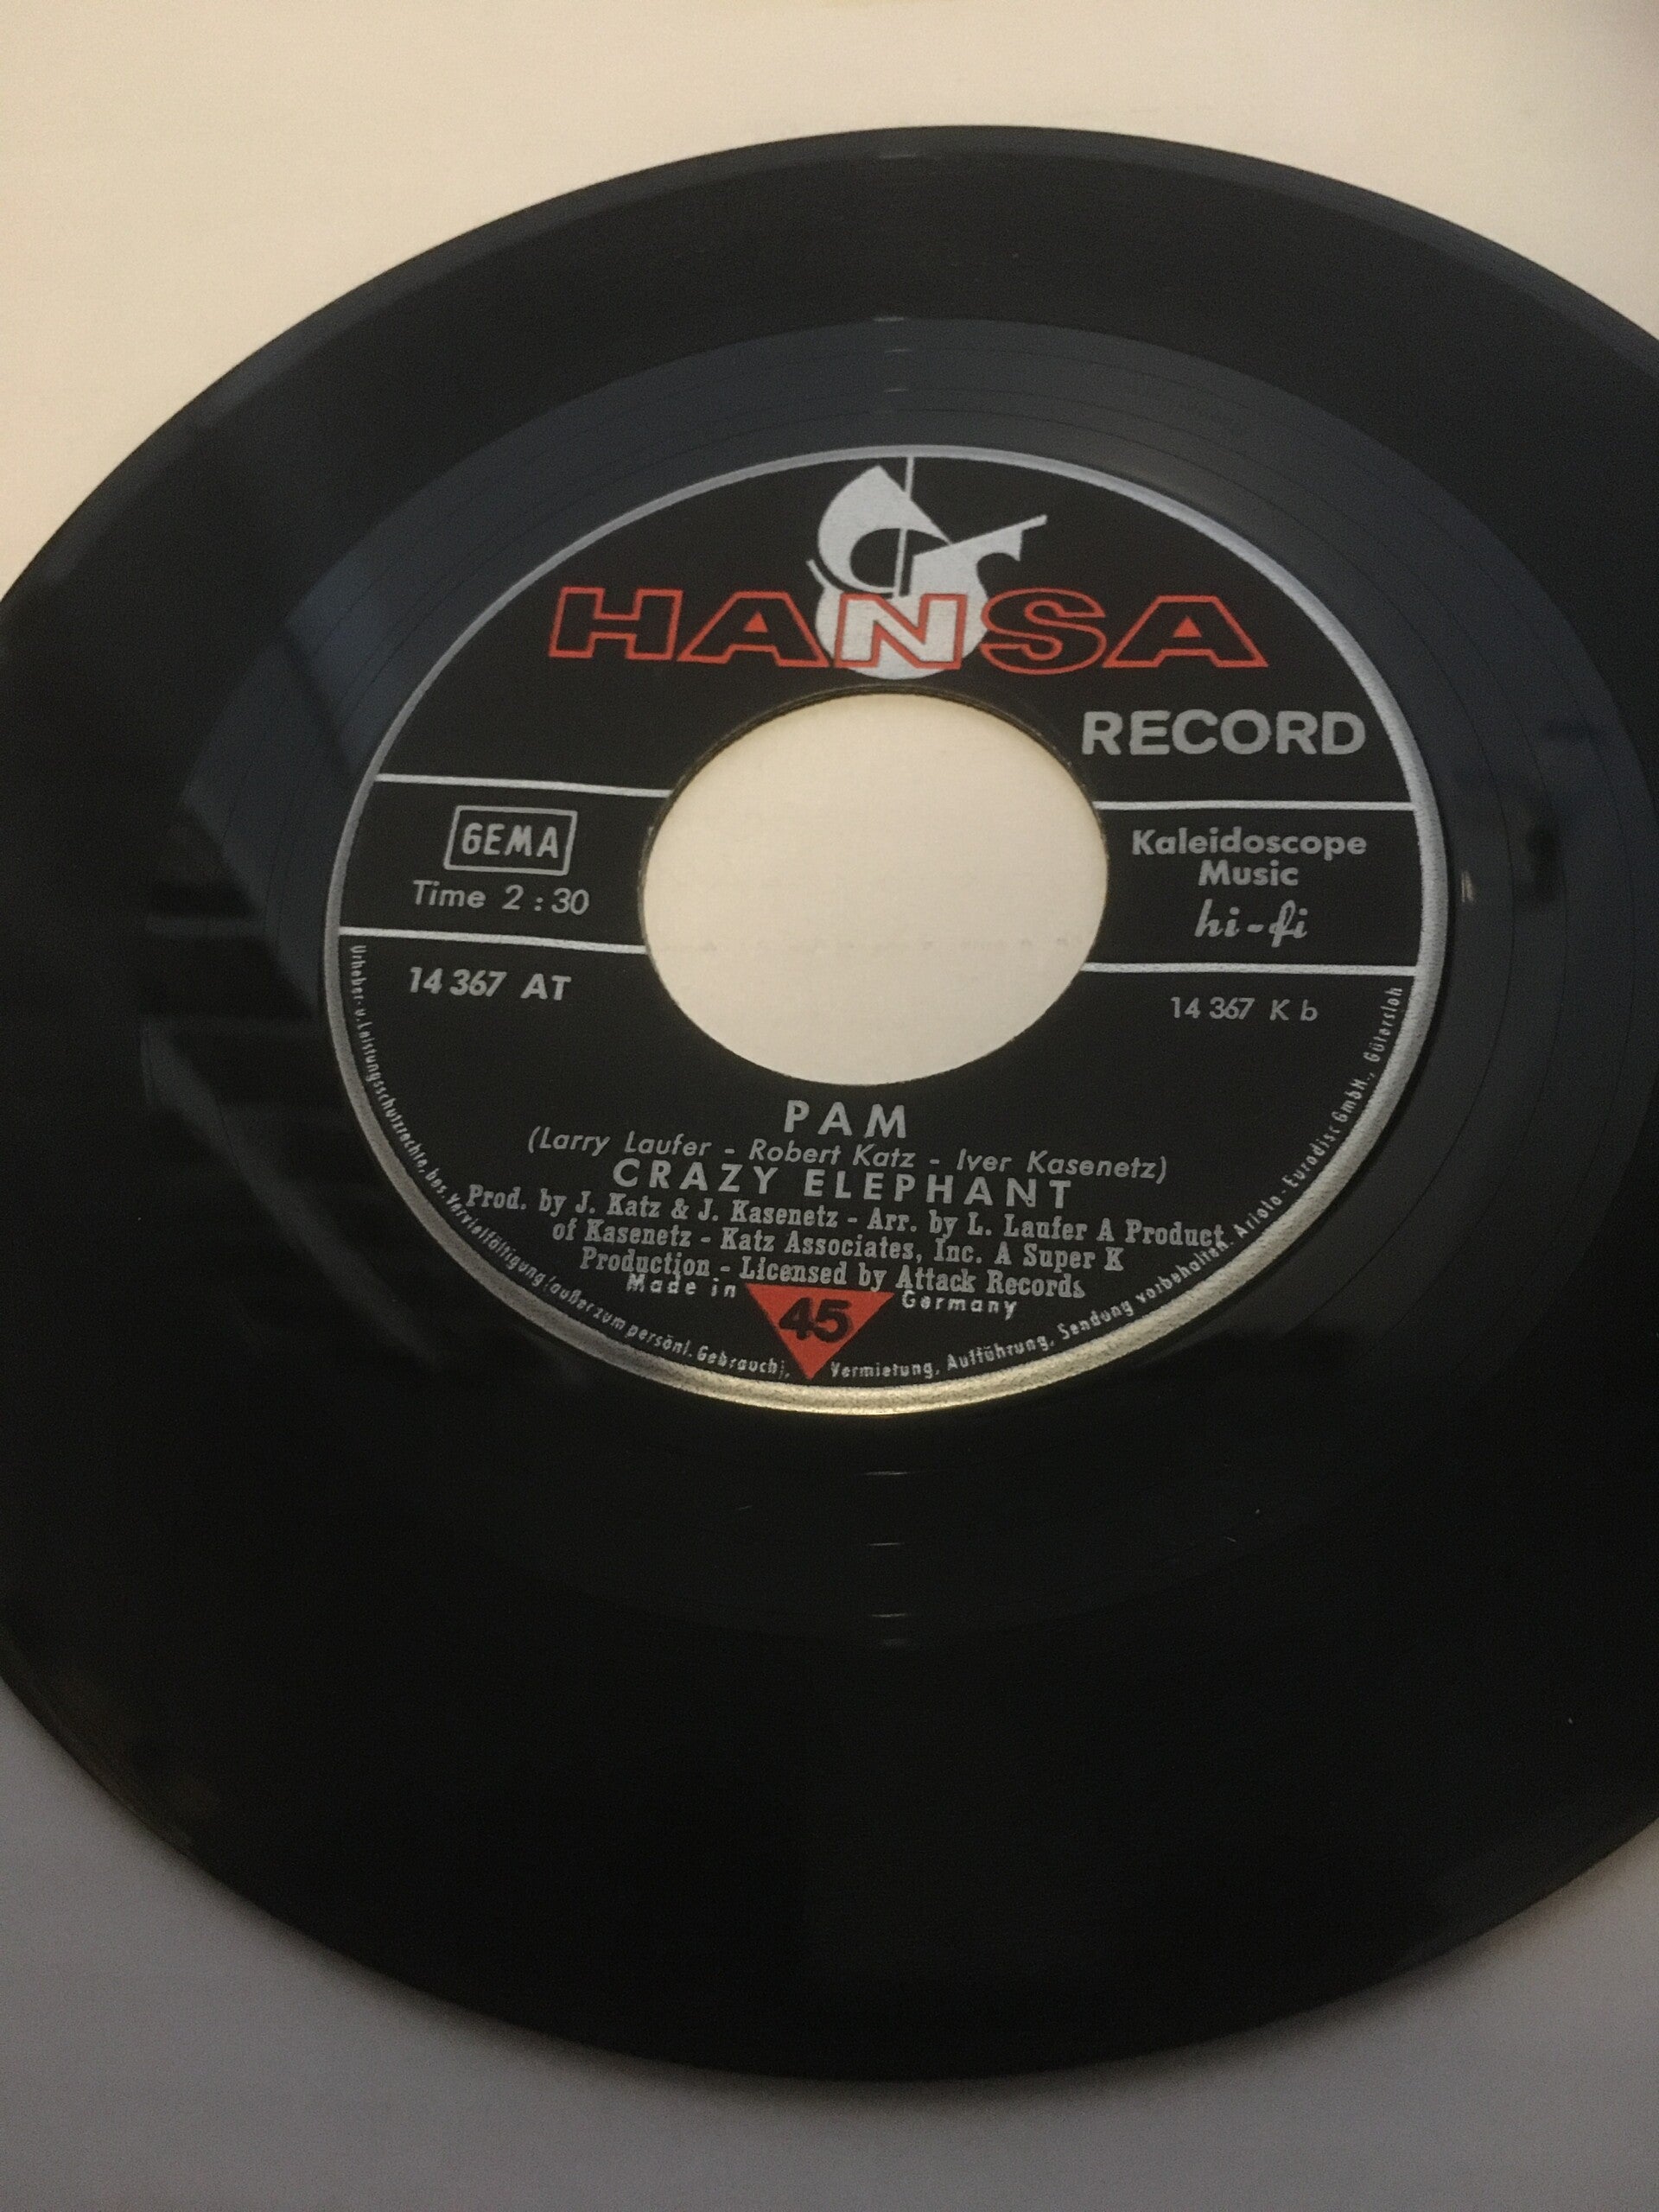 HANSA
RECORD
GEMA
Time 2 : 30
Kaleidoscope
Music
hi-fi
14 367 AT
14 367 K b
PAM
(Larry Laufer - Robert Katz - Iver Kasenetz)
CRAZY ELEPHANT
Prod. by J. Katz & J. Kasenetz - Arr. by L. Laufer A Product
of Kasenetz - Katz Associates, Inc. A Super K
Production - Licensed by Attack Records
Made in Germany
45
Urheber- u. Leistungsschutzrechte, bes. Vervielfältigung (außer zum persönl. Gebrauch), Vermietung, Aufführung, Sendung vorbehalten. Ariola-Eurodisc GmbH., Gütersloh